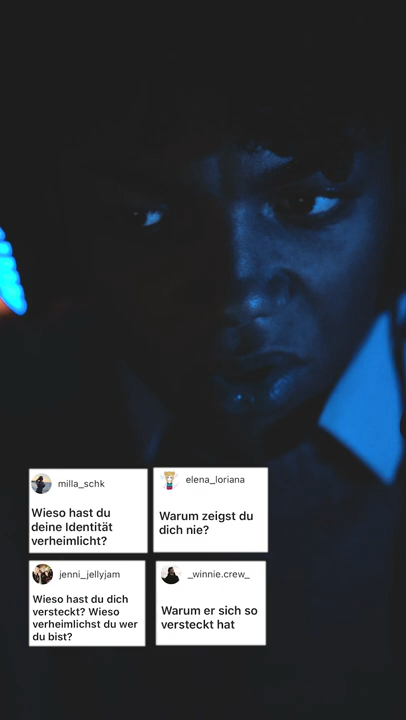 milla_schk
Wieso hast du
deine Identität
verheimlicht?
elena_loriana
Warum zeigst du
dich nie?
jenni_jellyjam
Wieso hast du dich
versteckt? Wieso
verheimlichst du wer
du bist?
_winnie.crew_
Warum er sich so
versteckt hat